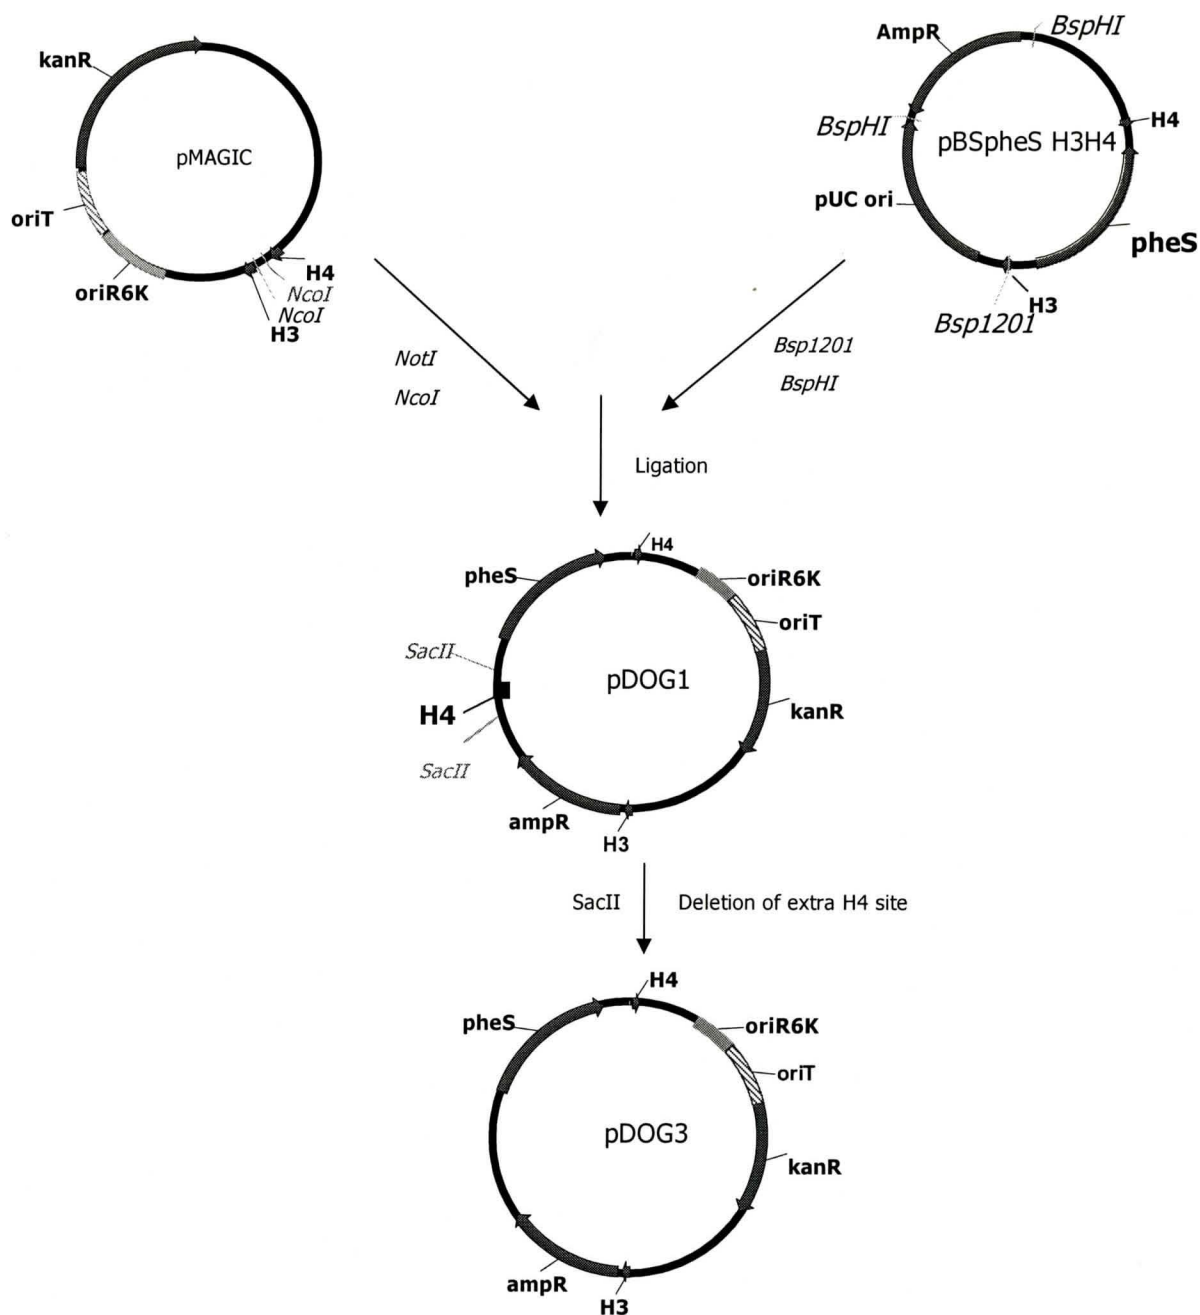 kanR
pMAGIC
oriT
oriR6K
H4
NcoI
NcoI
H3
AmpR
BspHI
BspHI
H4
pBSpheS H3H4
pUC ori
pheS
H3
Bsp1201
NotI
NcoI
Bsp1201
BspHI
Ligation
H4
pheS
oriR6K
oriT
SacII
pDOG1
H4
kanR
SacII
ampR
H3
SacII
Deletion of extra H4 site
H4
pheS
oriR6K
oriT
pDOG3
kanR
ampR
H3